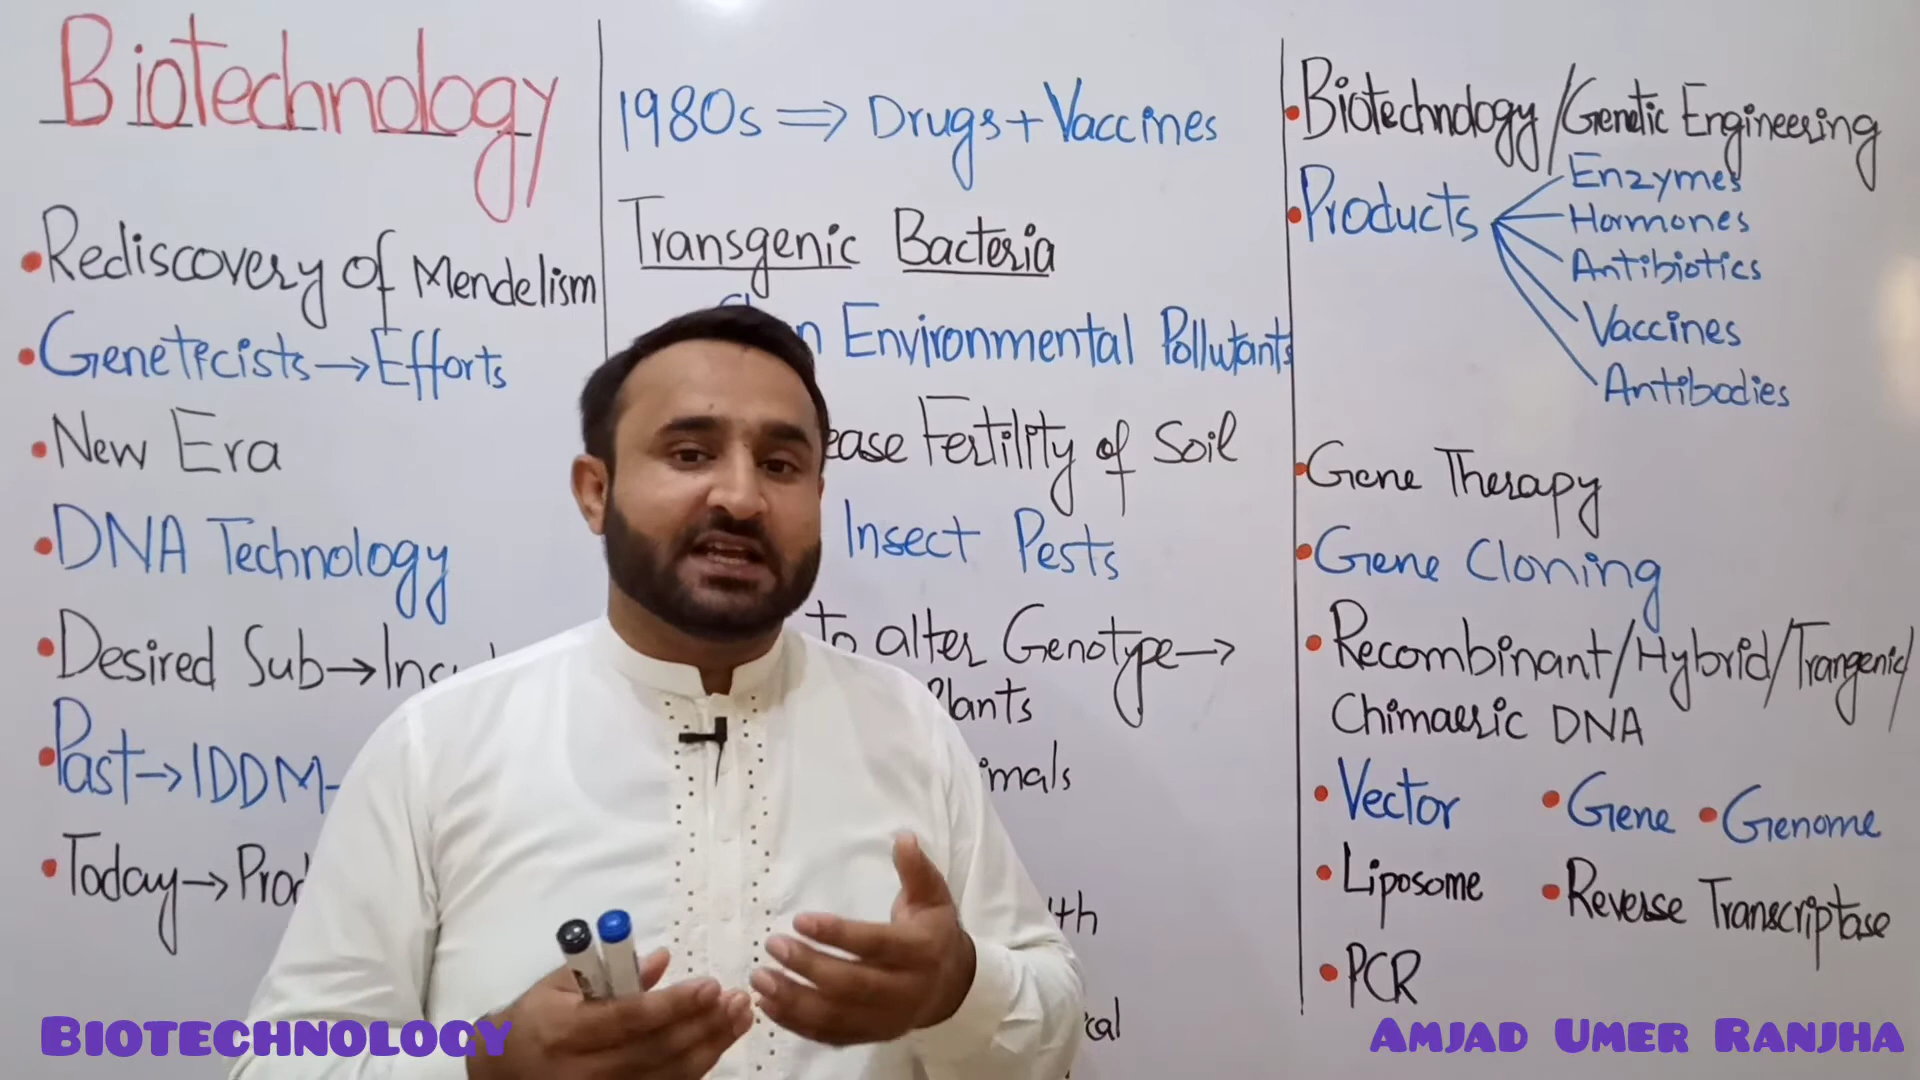 Biotechnology
•Rediscovery of Mendelism
•Geneticists→Efforts
•New Era
•DNA Technology
•Desired Sub→
•Past→IDDM-
•Today→
1980s ⇒ Drugs+Vaccines
Transgenic Bacteria
Environmental Pollutants
Fertility of Soil
Insect Pests
to alter Genotype→
•Biotechnology/Genetic Engineering
•Products
Enzymes
Hormones
Antibiotics
Vaccines
Antibodies
•Gene Therapy
•Gene Cloning
•Recombinant/Hybrid/Trangenic/
Chimaeric DNA
•Vector •Gene •Genome
•Liposome •Reverse Transcriptase
•PCR
Biotechnology
Amjad Umer Ranjha